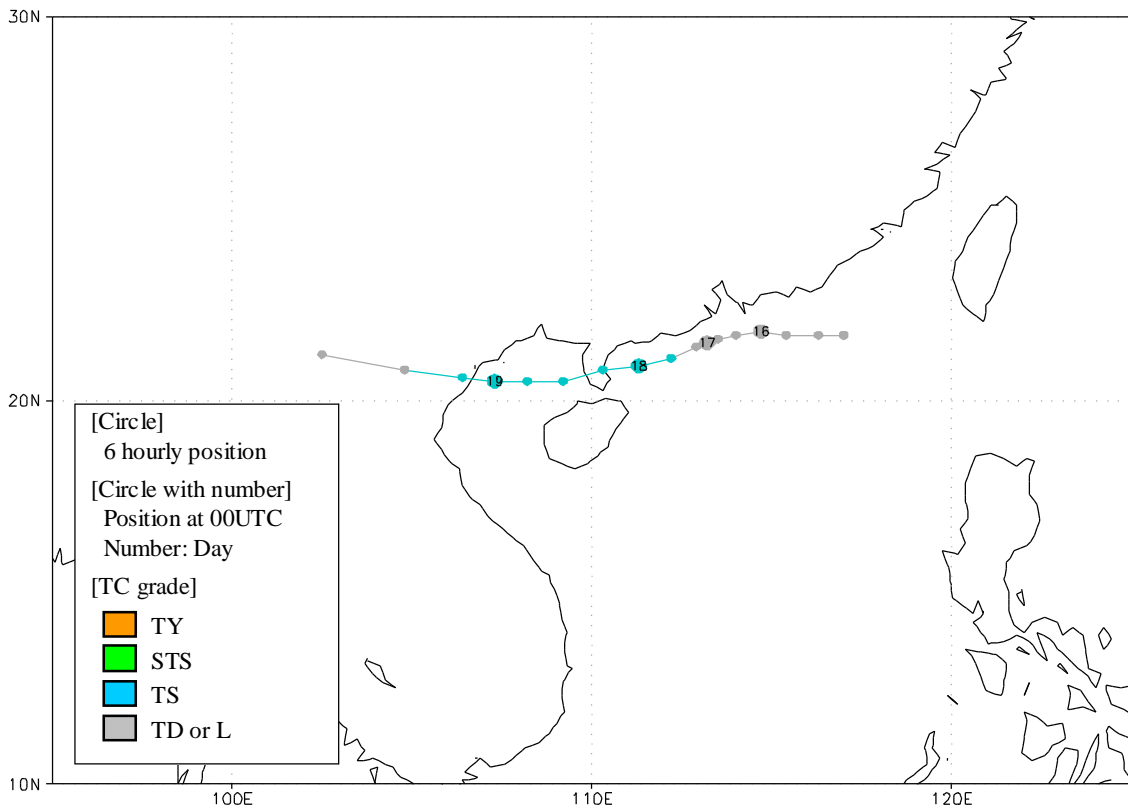 30N
16
17
18
19
20N
[Circle]
6 hourly position
[Circle with number]
Position at 00UTC
Number: Day
[TC grade]
TY
STS
TS
TD or L
10N
100E
110E
120E